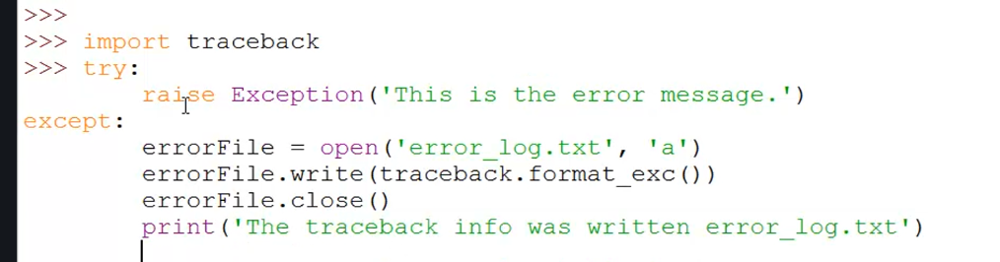 >>>
>>> import traceback
>>> try:
        raise Exception('This is the error message.')
except:
        errorFile = open('error_log.txt', 'a')
        errorFile.write(traceback.format_exc())
        errorFile.close()
        print('The traceback info was written error_log.txt')